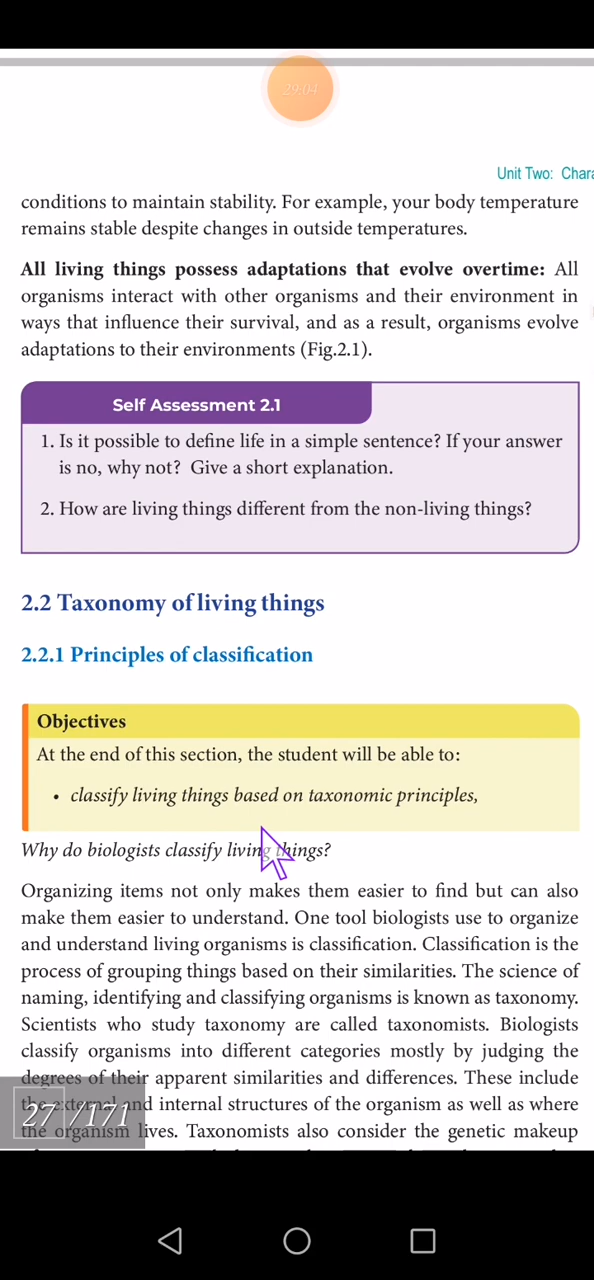 29:04
Unit Two: Chara
conditions to maintain stability. For example, your body temperature
remains stable despite changes in outside temperatures.
All living things possess adaptations that evolve overtime: All
organisms interact with other organisms and their environment in
ways that influence their survival, and as a result, organisms evolve
adaptations to their environments (Fig.2.1).
Self Assessment 2.1
1. Is it possible to define life in a simple sentence? If your answer
is no, why not? Give a short explanation.
2. How are living things different from the non-living things?
2.2 Taxonomy of living things
2.2.1 Principles of classification
Objectives
At the end of this section, the student will be able to:
• classify living things based on taxonomic principles,
Why do biologists classify living things?
Organizing items not only makes them easier to find but can also
make them easier to understand. One tool biologists use to organize
and understand living organisms is classification. Classification is the
process of grouping things based on their similarities. The science of
naming, identifying and classifying organisms is known as taxonomy.
Scientists who study taxonomy are called taxonomists. Biologists
classify organisms into different categories mostly by judging the
degrees of their apparent similarities and differences. These include
the external and internal structures of the organism as well as where
the organism lives. Taxonomists also consider the genetic makeup
27 / 171